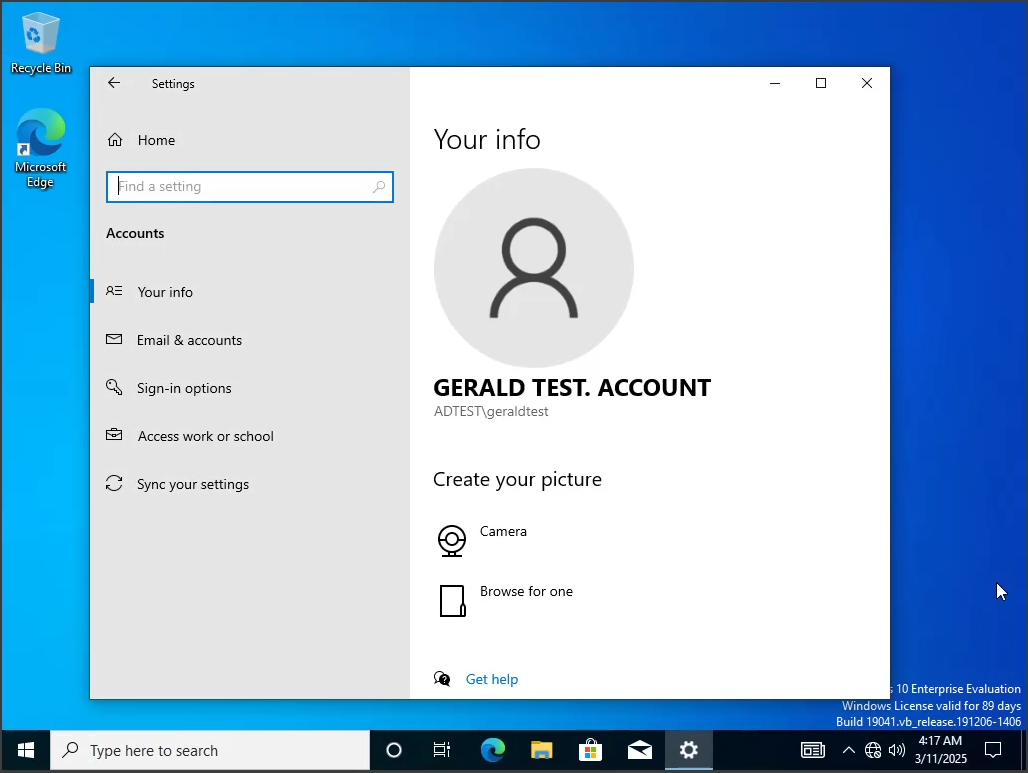 Recycle Bin
Microsoft
Edge
Settings
Home
Find a setting
Accounts
Your info
Email & accounts
Sign-in options
Access work or school
Sync your settings
Your info
GERALD TEST. ACCOUNT
ADTEST\geraldtest
Create your picture
Camera
Browse for one
Get help
10 Enterprise Evaluation
Windows License valid for 89 days
Build 19041.vb_release.191206-1406
Type here to search
4:17 AM
3/11/2025